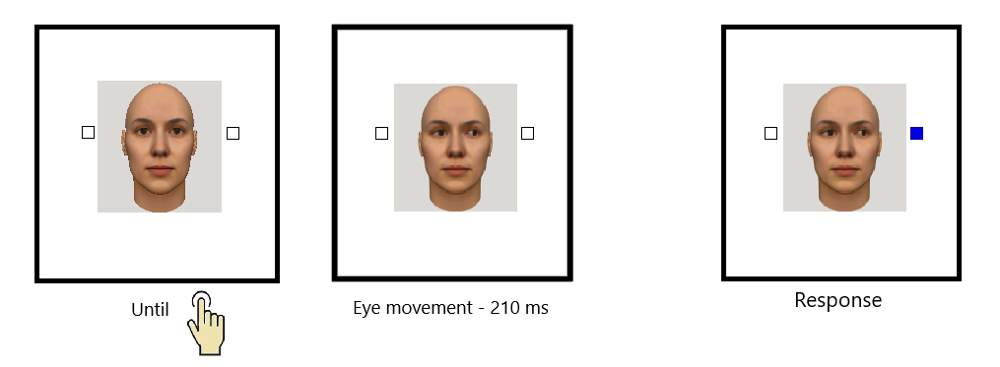 Until
Eye movement - 210 ms
Response